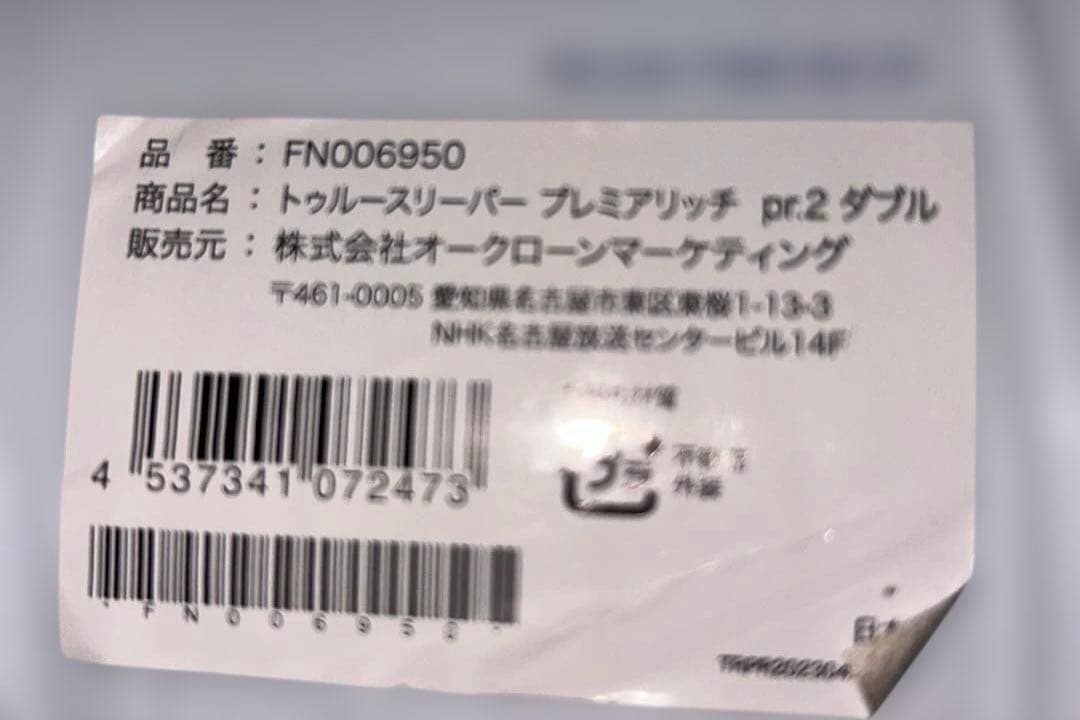 品 番：FN006950
商品名：トゥルースリーパー プレミアリッチ pr.2 ダブル
販売元：株式会社オークローンマーケティング
〒461-0005 愛知県名古屋市東区東桜1-13-3
NHK名古屋放送センタービル14F
4 537341 072473
プラ
外装
日本